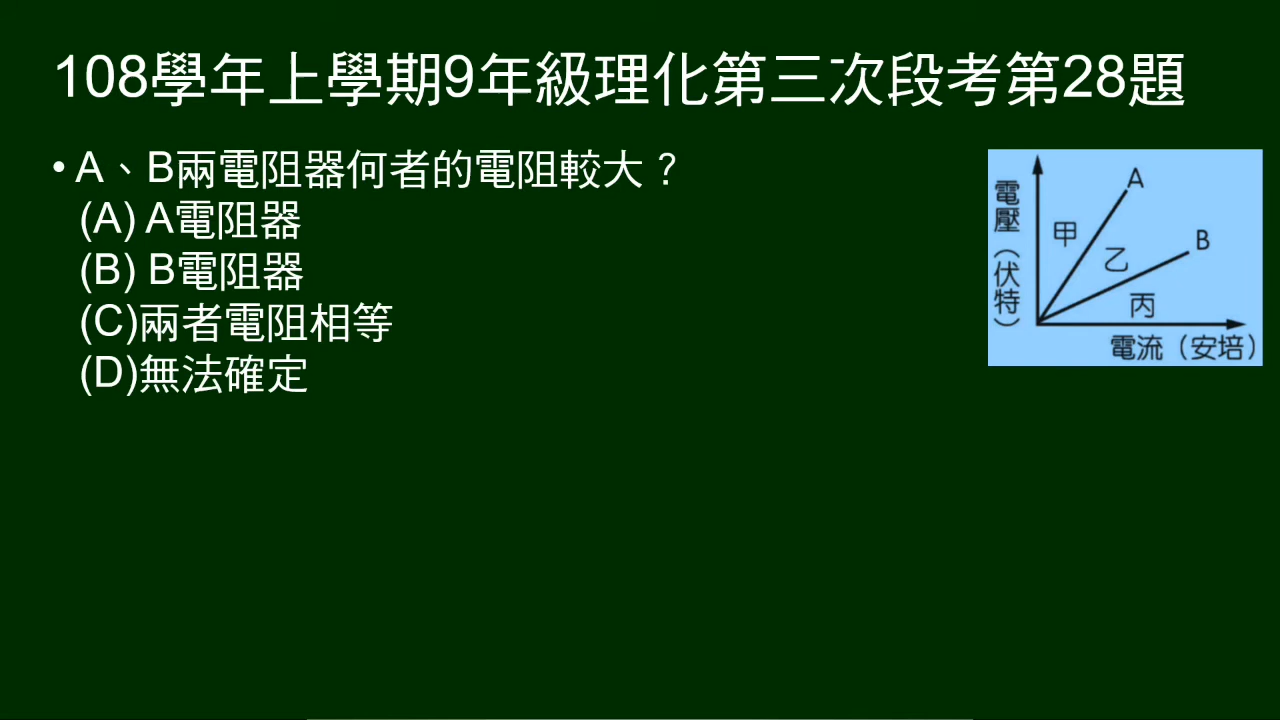 108學年上學期9年級理化第三次段考第28題
•A、B兩電阻器何者的電阻較大？
(A) A電阻器
(B) B電阻器
(C)兩者電阻相等
(D)無法確定
電壓（伏特）
A
甲
B
乙
丙
電流（安培）